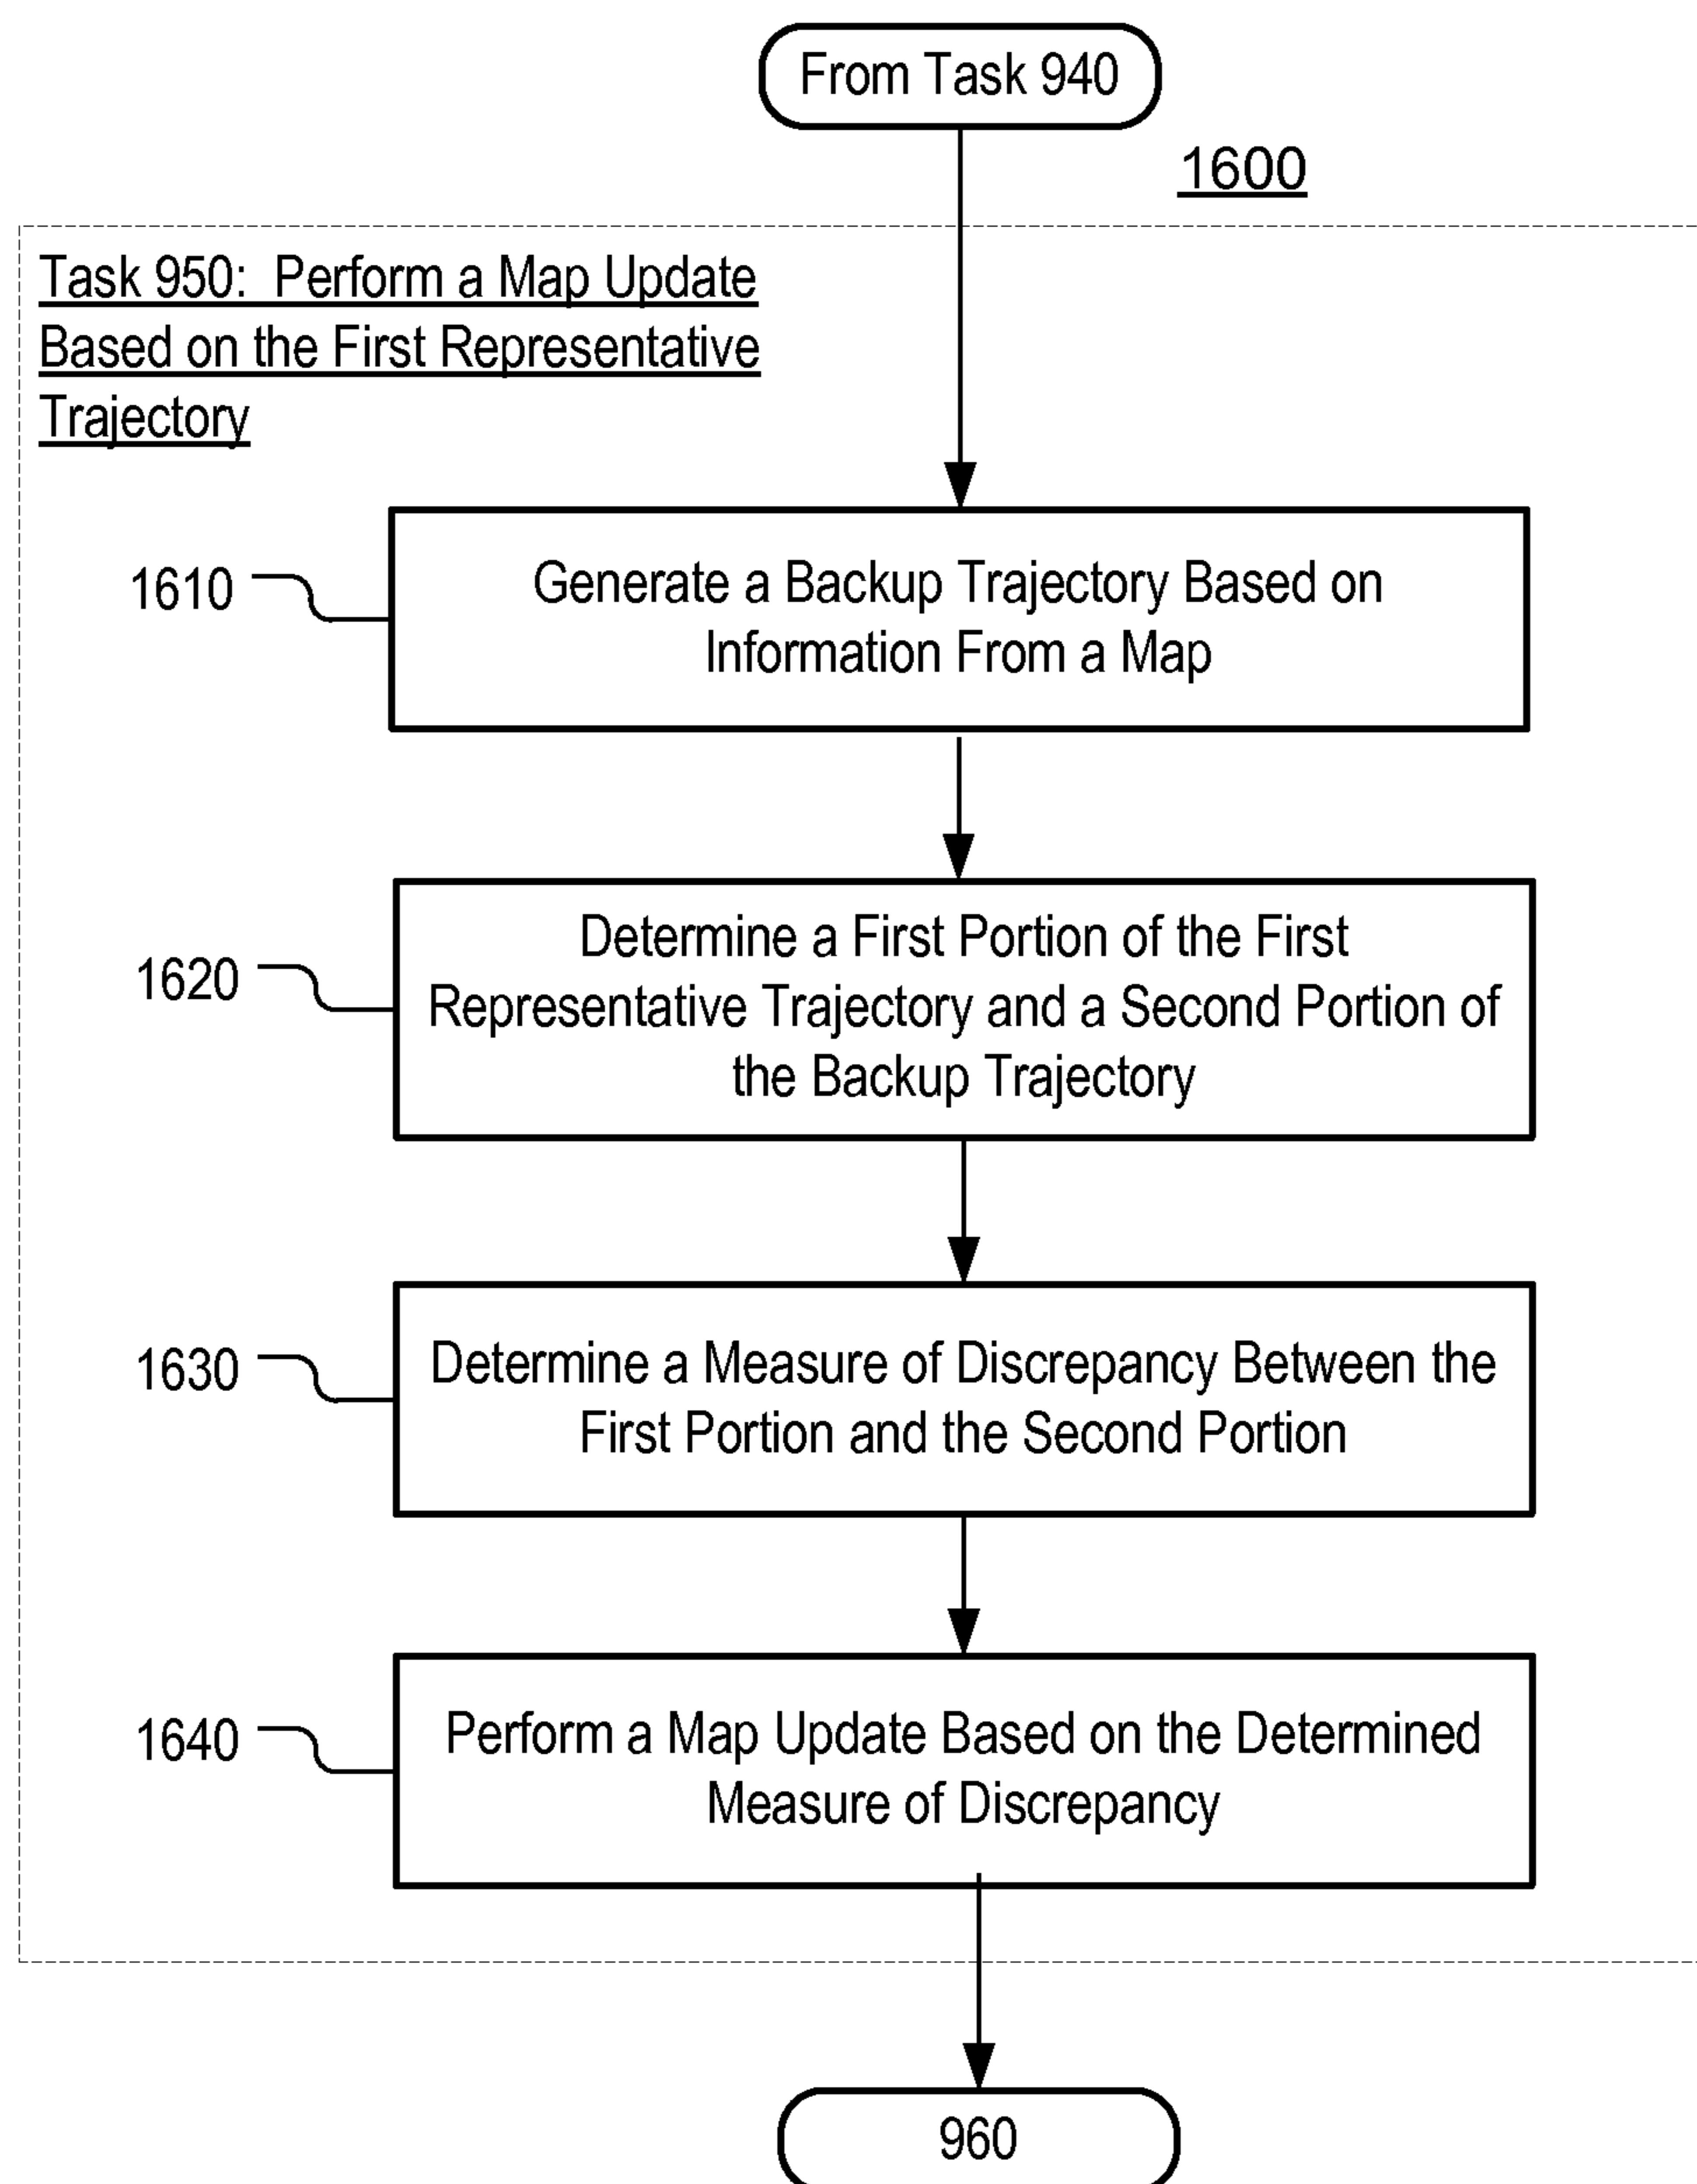 From Task 940
1600
Task 950: Perform a Map Update
Based on the First Representative
Trajectory
1610
Generate a Backup Trajectory Based on
Information From a Map
1620
Determine a First Portion of the First
Representative Trajectory and a Second Portion of
the Backup Trajectory
1630
Determine a Measure of Discrepancy Between the
First Portion and the Second Portion
1640
Perform a Map Update Based on the Determined
Measure of Discrepancy
960